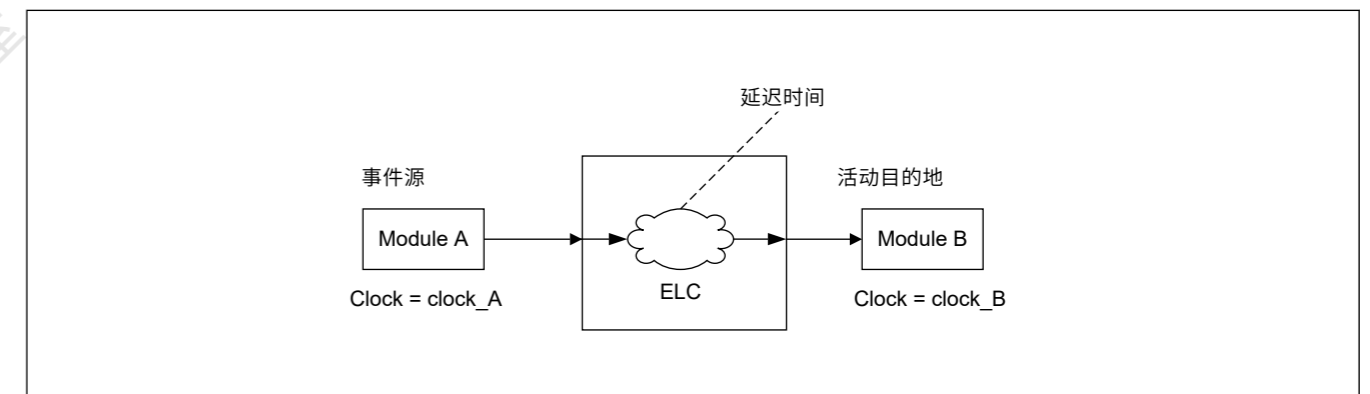 延迟时间
事件源
活动目的地
Module A
Module B
ELC
Clock = clock_A
Clock = clock_B